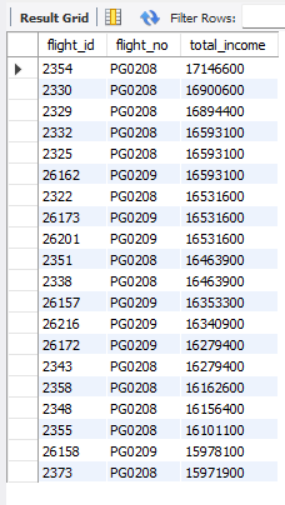 Result Grid Filter Rows:
flight_id flight_no total_income
2354 PG0208 17146600
2330 PG0208 16900600
2329 PG0208 16894400
2332 PG0208 16593100
2325 PG0208 16593100
26162 PG0209 16593100
2322 PG0208 16531600
26173 PG0209 16531600
26201 PG0209 16531600
2351 PG0208 16463900
2338 PG0208 16463900
26157 PG0209 16353300
26216 PG0209 16340900
26172 PG0209 16279400
2343 PG0208 16279400
2358 PG0208 16162600
2348 PG0208 16156400
2355 PG0208 16101100
26158 PG0209 15978100
2373 PG0208 15971900